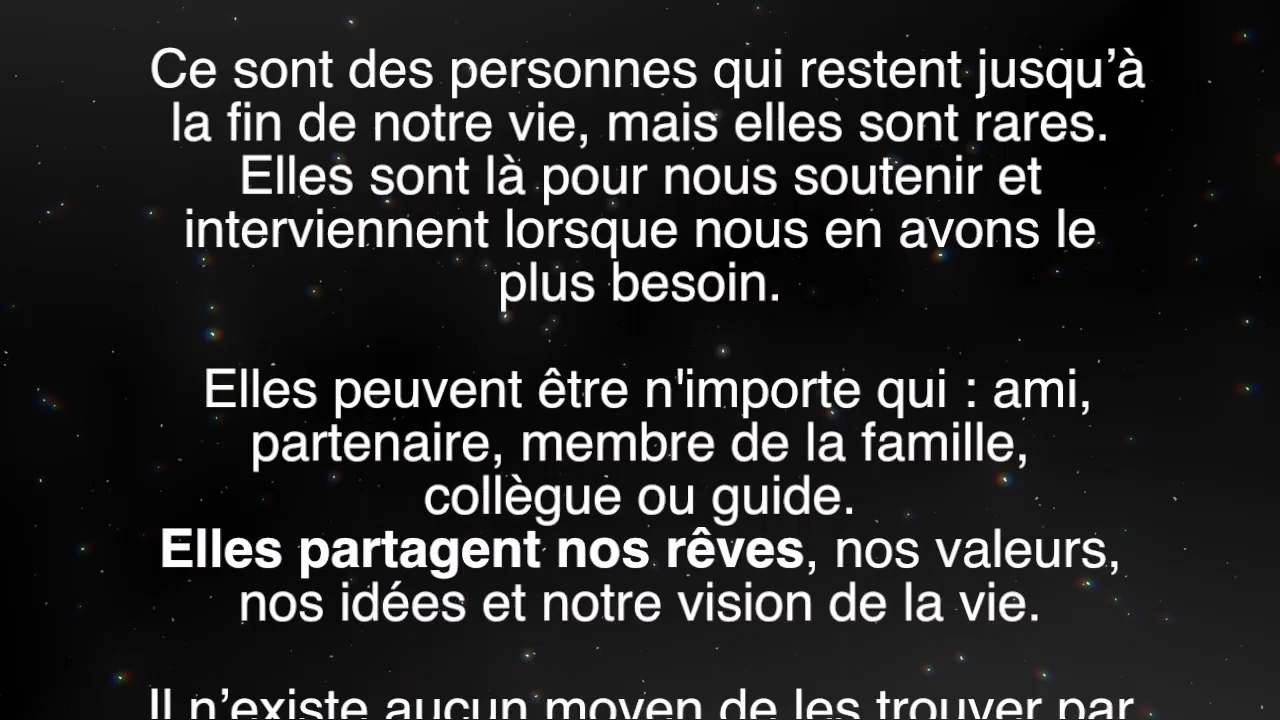 Ce sont des personnes qui restent jusqu’à
la fin de notre vie, mais elles sont rares.
Elles sont là pour nous soutenir et
interviennent lorsque nous en avons le
plus besoin.
Elles peuvent être n'importe qui : ami,
partenaire, membre de la famille,
collègue ou guide.
Elles partagent nos rêves, nos valeurs,
nos idées et notre vision de la vie.
Il n’existe aucun moyen de les trouver par